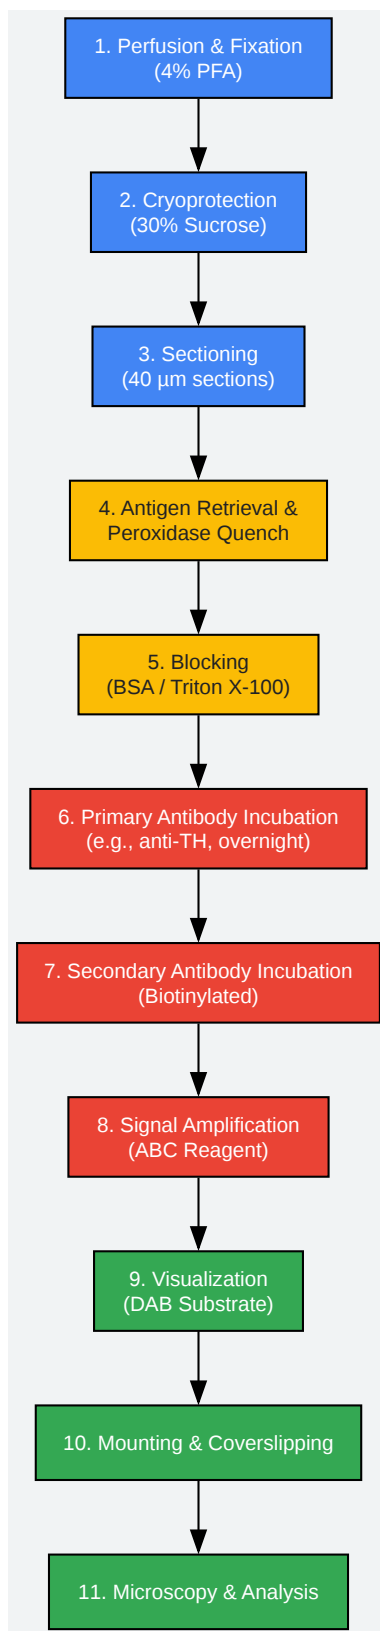 1. Perfusion & Fixation
(4% PFA)
2. Cryoprotection
(30% Sucrose)
3. Sectioning
(40 µm sections)
4. Antigen Retrieval &
Peroxidase Quench
5. Blocking
(BSA / Triton X-100)
6. Primary Antibody Incubation
(e.g., anti-TH, overnight)
7. Secondary Antibody Incubation
(Biotinylated)
8. Signal Amplification
(ABC Reagent)
9. Visualization
(DAB Substrate)
10. Mounting & Coverslipping
11. Microscopy & Analysis